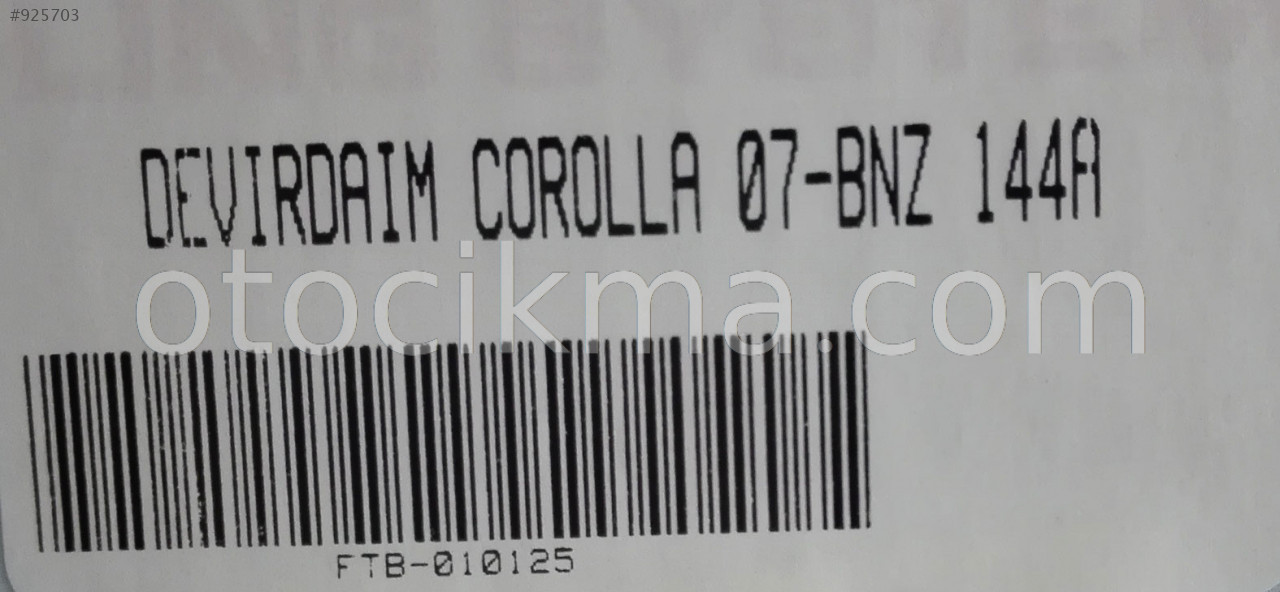 #925703
DEVIRDAIM COROLLA 07-BNZ 144A
otocikma.com
FTB-010125